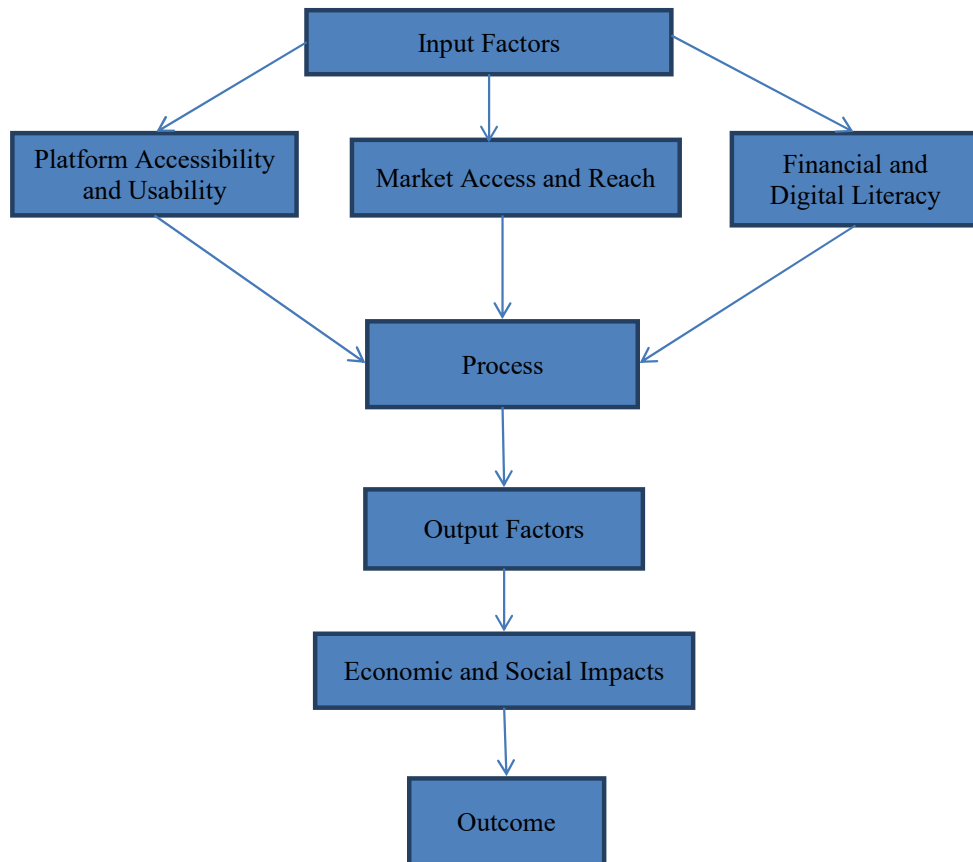 Input Factors
Platform Accessibility
and Usability
Market Access and Reach
Financial and
Digital Literacy
Process
Output Factors
Economic and Social Impacts
Outcome